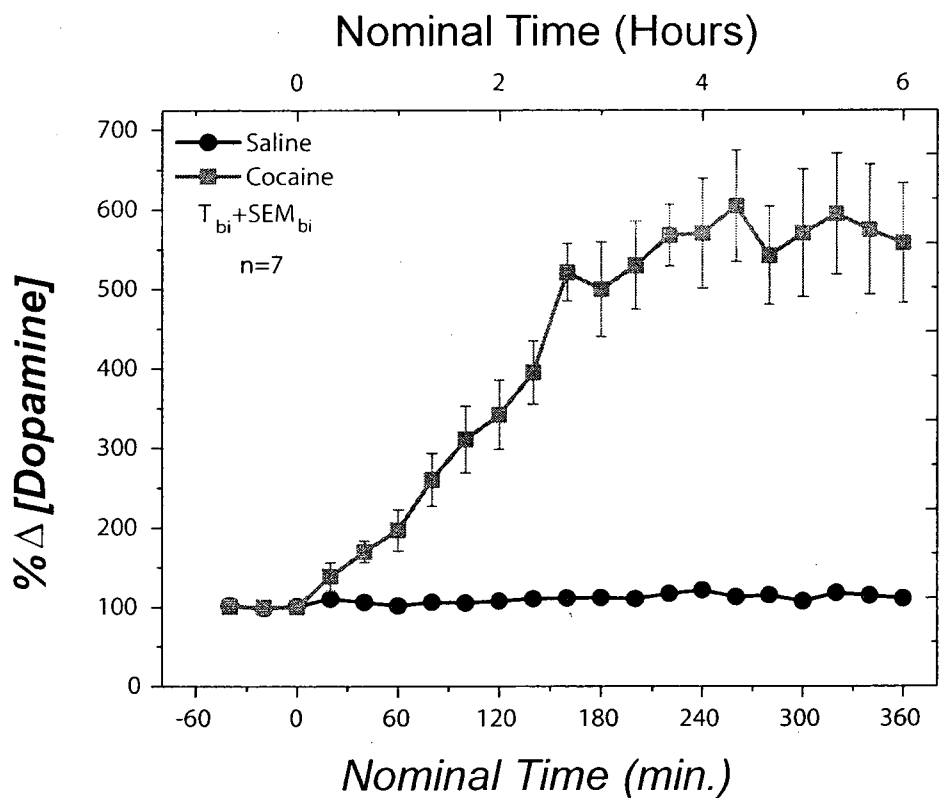 Nominal Time (Hours)
0 2 4 6
% Δ [Dopamine]
700
600
500
400
300
200
100
0
Saline
Cocaine
T bi+SEM bi
n=7
-60 0 60 120 180 240 300 360
Nominal Time (min.)